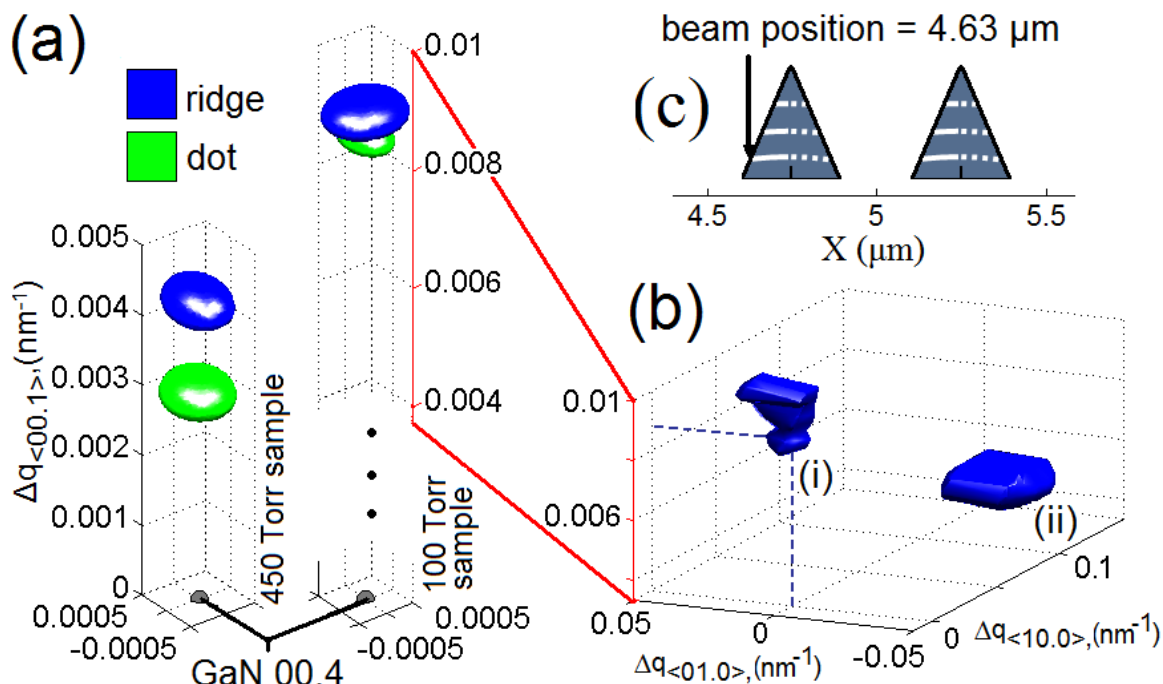 (a)
ridge
dot
0.005
0.004
0.003
0.002
0.001
0
Δq<00.1>,(nm⁻¹)
0.0005
-0.0005
450 Torr sample
GaN 00.4
0.01
0.008
0.006
0.004
100 Torr
sample
0.0005
-0.0005
beam position = 4.63 µm
(c)
4.5
5
5.5
X (µm)
(b)
0.01
0.006
(i)
(ii)
0.05
0
-0.05
Δq<01.0>,(nm⁻¹)
0
0.1
Δq<10.0>,(nm⁻¹)